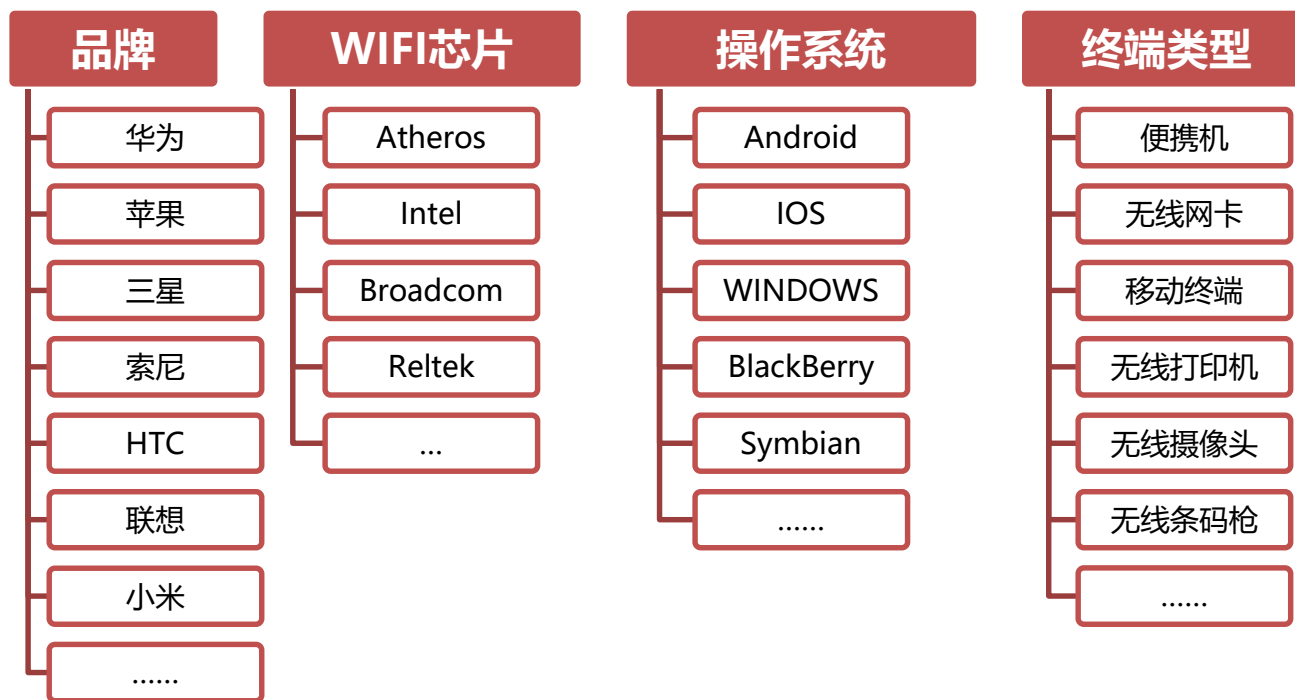 品牌
华为
苹果
三星
索尼
HTC
联想
小米
......
WIFI芯片
Atheros
Intel
Broadcom
Reltek
...
操作系统
Android
IOS
WINDOWS
BlackBerry
Symbian
......
终端类型
便携机
无线网卡
移动终端
无线打印机
无线摄像头
无线条码枪
......